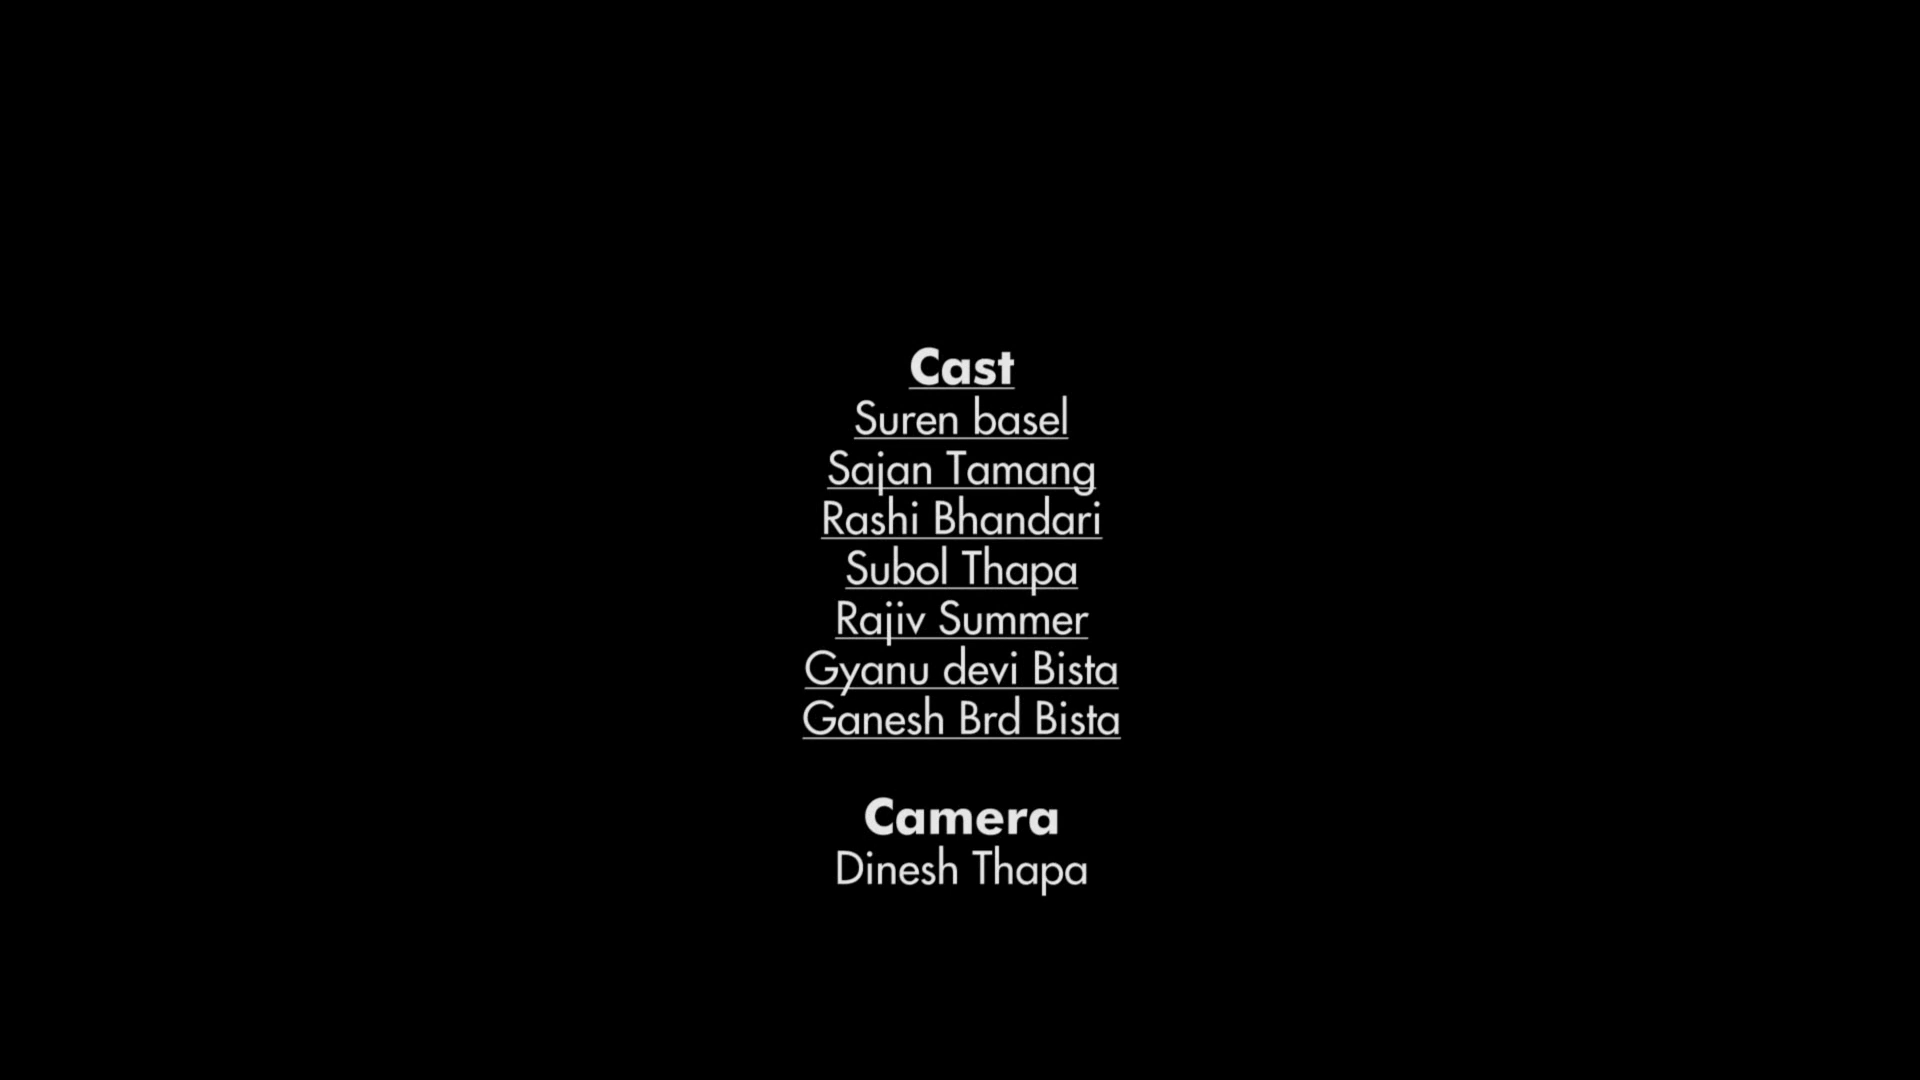 Cast
Suren basel
Sajan Tamang
Rashi Bhandari
Subol Thapa
Rajiv Summer
Gyanu devi Bista
Ganesh Brd Bista
Camera
Dinesh Thapa